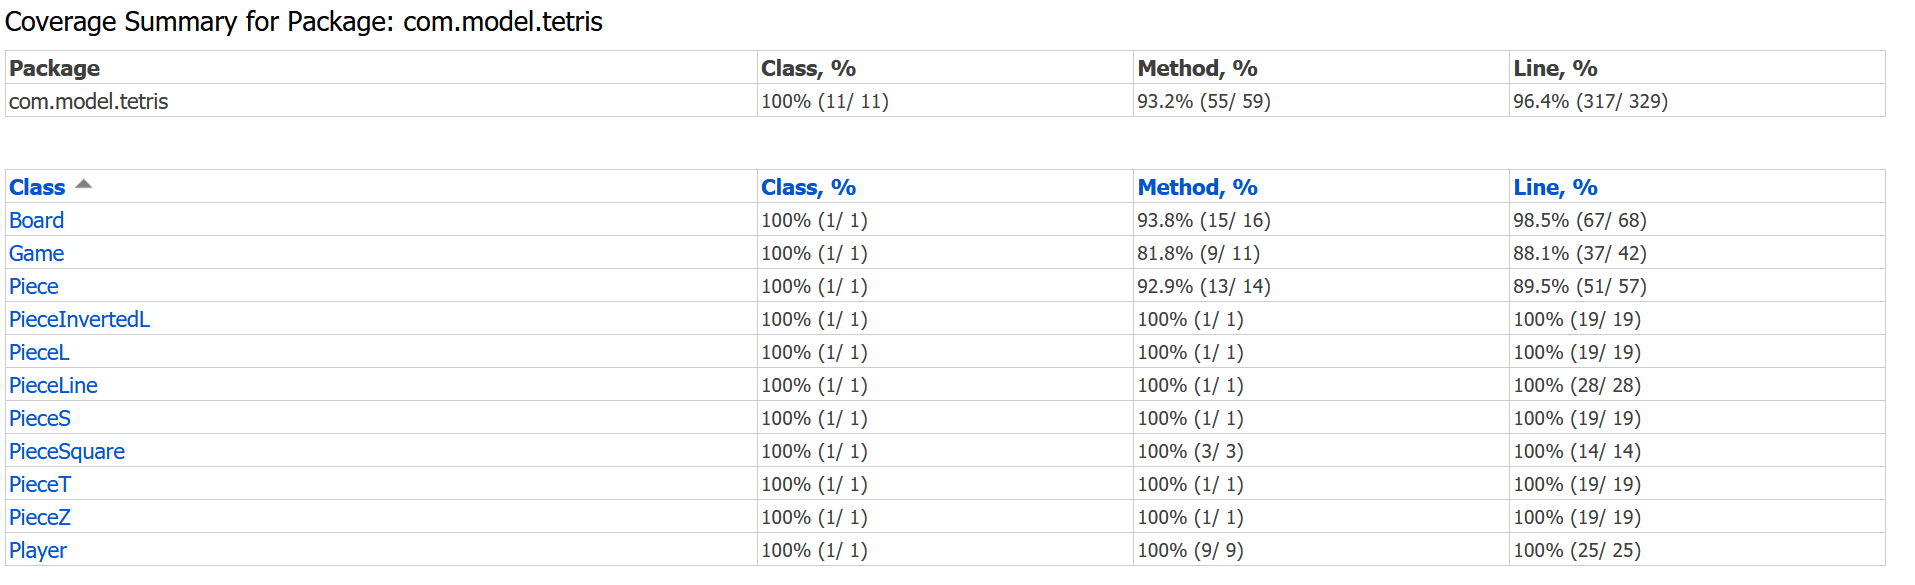 Coverage Summary for Package: com.model.tetris
Package Class, % Method, % Line, %
com.model.tetris 100% (11/ 11) 93.2% (55/ 59) 96.4% (317/ 329)
Class Class, % Method, % Line, %
Board 100% (1/ 1) 93.8% (15/ 16) 98.5% (67/ 68)
Game 100% (1/ 1) 81.8% (9/ 11) 88.1% (37/ 42)
Piece 100% (1/ 1) 92.9% (13/ 14) 89.5% (51/ 57)
PieceInvertedL 100% (1/ 1) 100% (1/ 1) 100% (19/ 19)
PieceL 100% (1/ 1) 100% (1/ 1) 100% (19/ 19)
PieceLine 100% (1/ 1) 100% (1/ 1) 100% (28/ 28)
PieceS 100% (1/ 1) 100% (1/ 1) 100% (19/ 19)
PieceSquare 100% (1/ 1) 100% (3/ 3) 100% (14/ 14)
PieceT 100% (1/ 1) 100% (1/ 1) 100% (19/ 19)
PieceZ 100% (1/ 1) 100% (1/ 1) 100% (19/ 19)
Player 100% (1/ 1) 100% (9/ 9) 100% (25/ 25)